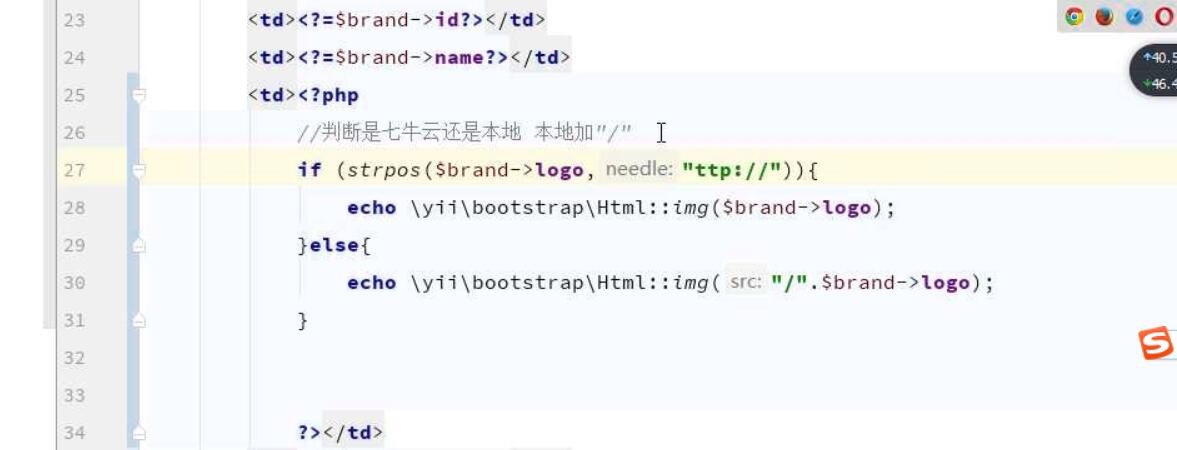 23 <td><?=$brand->id?></td>
24 <td><?=$brand->name?></td>
25 <td><?php
26 //判断是七牛云还是本地 本地加"/"
27 if (strpos($brand->logo, needle: "ttp://")){
28 echo \yii\bootstrap\Html::img($brand->logo);
29 }else{
30 echo \yii\bootstrap\Html::img( src: "/".$brand->logo);
31 }
32
33
34 ?></td>
↑40.5
↓46.4